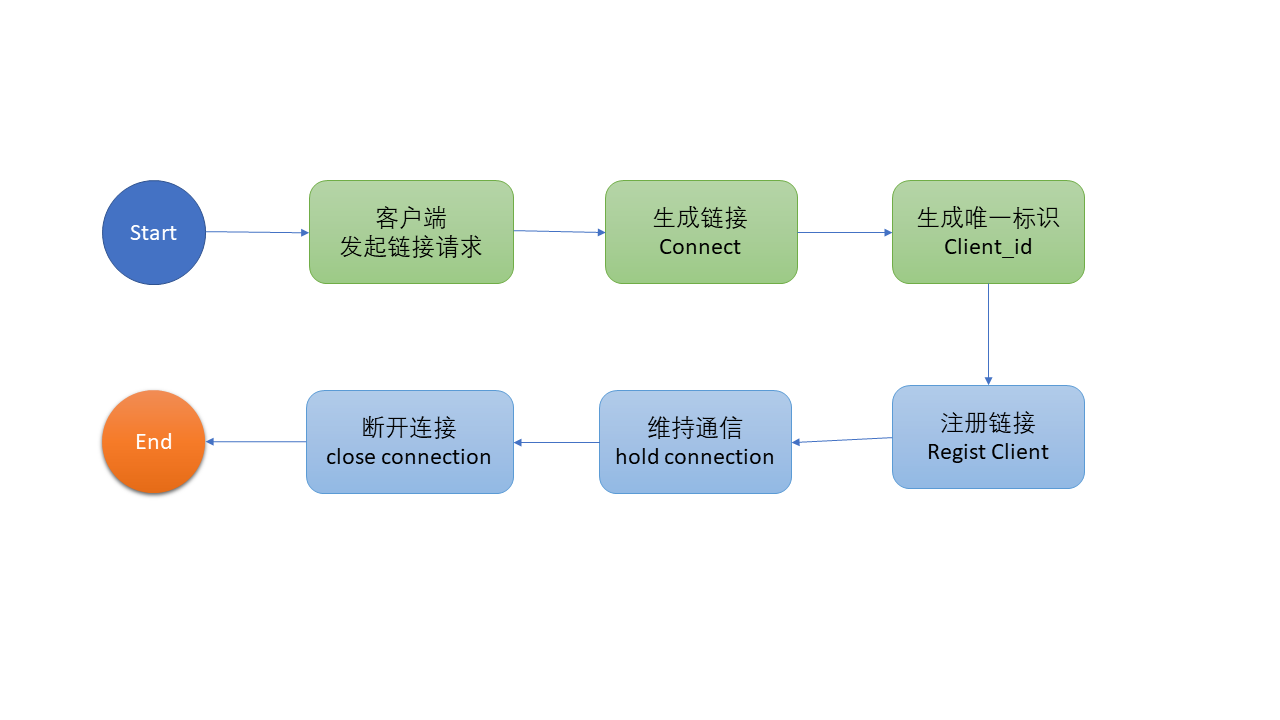 Start
客户端
发起链接请求
生成链接
Connect
生成唯一标识
Client_id
注册链接
Regist Client
维持通信
hold connection
断开连接
close connection
End